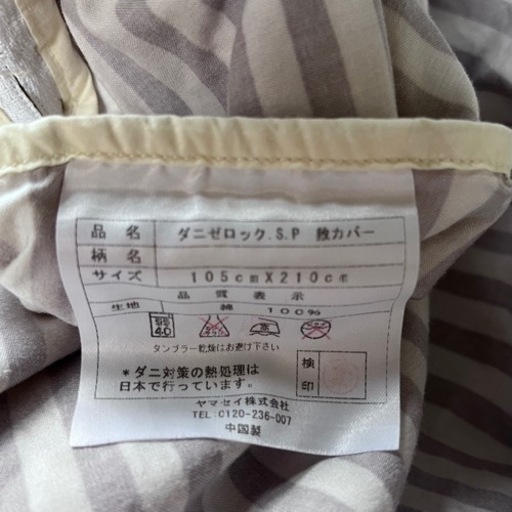 品 名 ダニゼロック.S.P 敷カバー
柄 名
サイズ 105cm X 210cm
品 質 表 示
生地 綿 100%
40
タンブラー乾燥はお避け下さい
*ダニ対策の熱処理は
日本で行っています。
検
印
ヤマセイ株式会社
TEL:0120-236-007
中国製